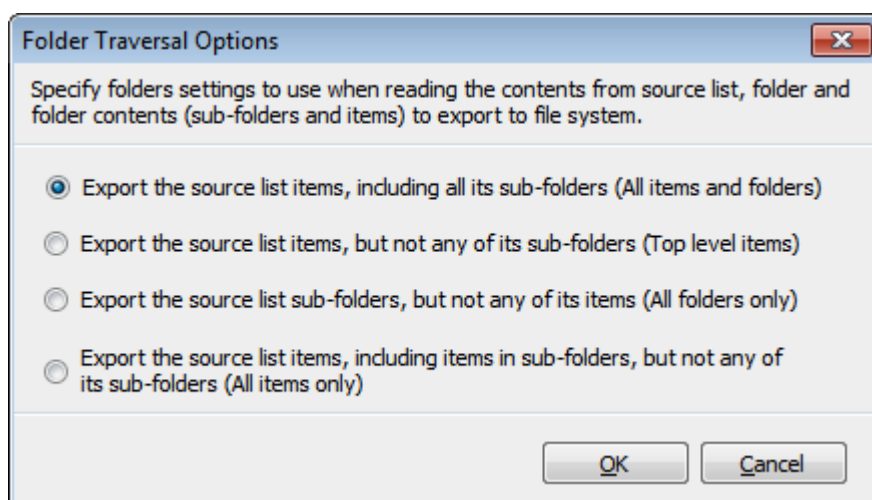 Folder Traversal Options
Specify folders settings to use when reading the contents from source list, folder and
folder contents (sub-folders and items) to export to file system.
Export the source list items, including all its sub-folders (All items and folders)
Export the source list items, but not any of its sub-folders (Top level items)
Export the source list sub-folders, but not any of its items (All folders only)
Export the source list items, including items in sub-folders, but not any of
its sub-folders (All items only)
OK
Cancel